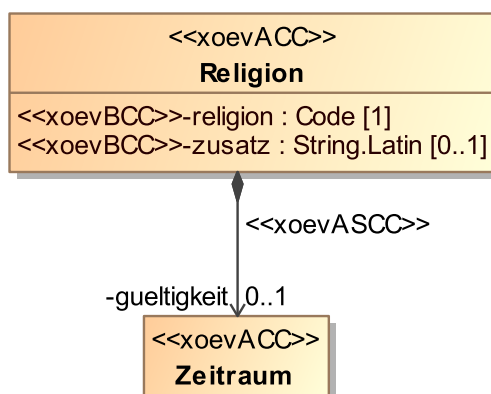 <<xoevACC>>
Religion
<<xoevBCC>>-religion : Code [1]
<<xoevBCC>>-zusatz : String.Latin [0..1]
<<xoevASCC>>
-gueltigkeit 0..1
<<xoevACC>>
Zeitraum